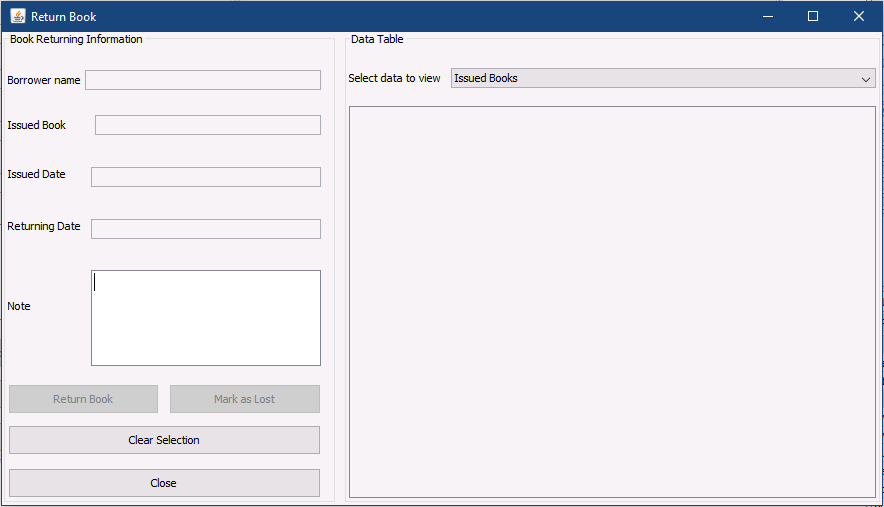 Return Book
Book Returning Information
Borrower name
Issued Book
Issued Date
Returning Date
Note
Return Book
Mark as Lost
Clear Selection
Close
Data Table
Select data to view
Issued Books